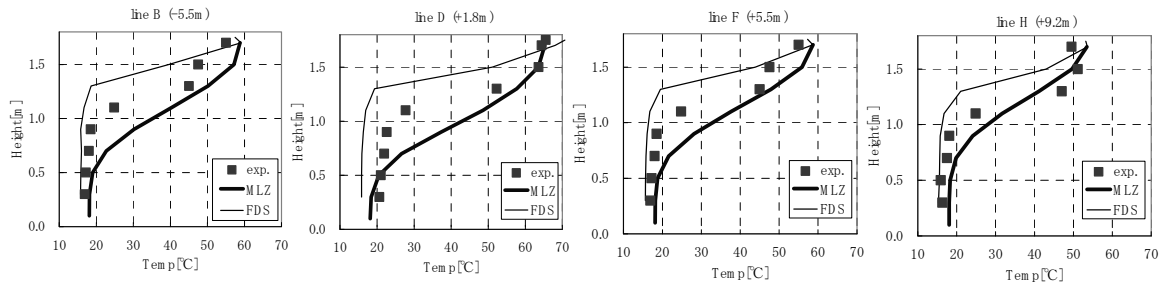 line B (-5.5m)
Height[m]
1.5
1.0
0.5
0.0
exp.
MLZ
FDS
10 20 30 40 50 60 70
Temp[℃]
line D (+1.8m)
Height[m]
1.5
1.0
0.5
0.0
exp.
MLZ
FDS
10 20 30 40 50 60 70
Temp[℃]
line F (+5.5m)
Height[m]
1.5
1.0
0.5
0.0
exp.
MLZ
FDS
10 20 30 40 50 60 70
Temp[℃]
line H (+9.2m)
Height[m]
1.5
1.0
0.5
0.0
exp.
MLZ
FDS
10 20 30 40 50 60 70
Temp[℃]